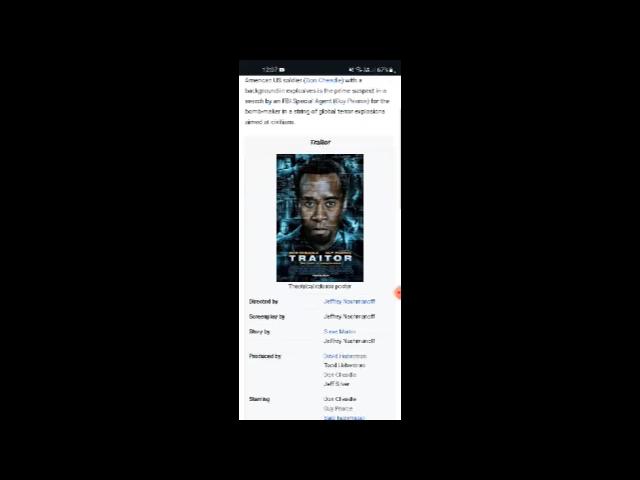 12:57
67%
American US soldier (Don Cheadle) with a
background in explosives is the prime suspect in a
search by an FBI Special Agent (Guy Pearce) for the
bomb-maker in a string of global terror explosions
aimed at civilians.
Traitor
TRAITOR
Theatrical release poster
Directed by
Jeffrey Nachmanoff
Screenplay by
Jeffrey Nachmanoff
Story by
Steve Martin
Jeffrey Nachmanoff
Produced by
David Hoberman
Todd Lieberman
Don Cheadle
Jeff Silver
Starring
Don Cheadle
Guy Pearce